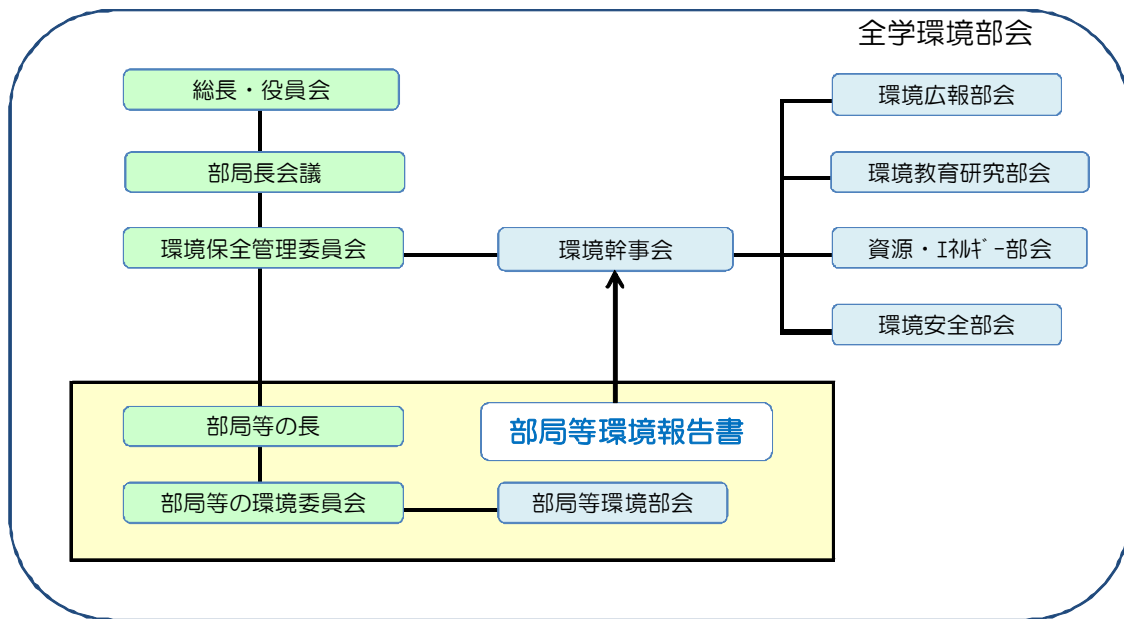 全学環境部会
総長・役員会
部局長会議
環境保全管理委員会
環境幹事会
環境広報部会
環境教育研究部会
資源・ｴﾈﾙｷﾞｰ部会
環境安全部会
部局等の長
部局等環境報告書
部局等の環境委員会
部局等環境部会